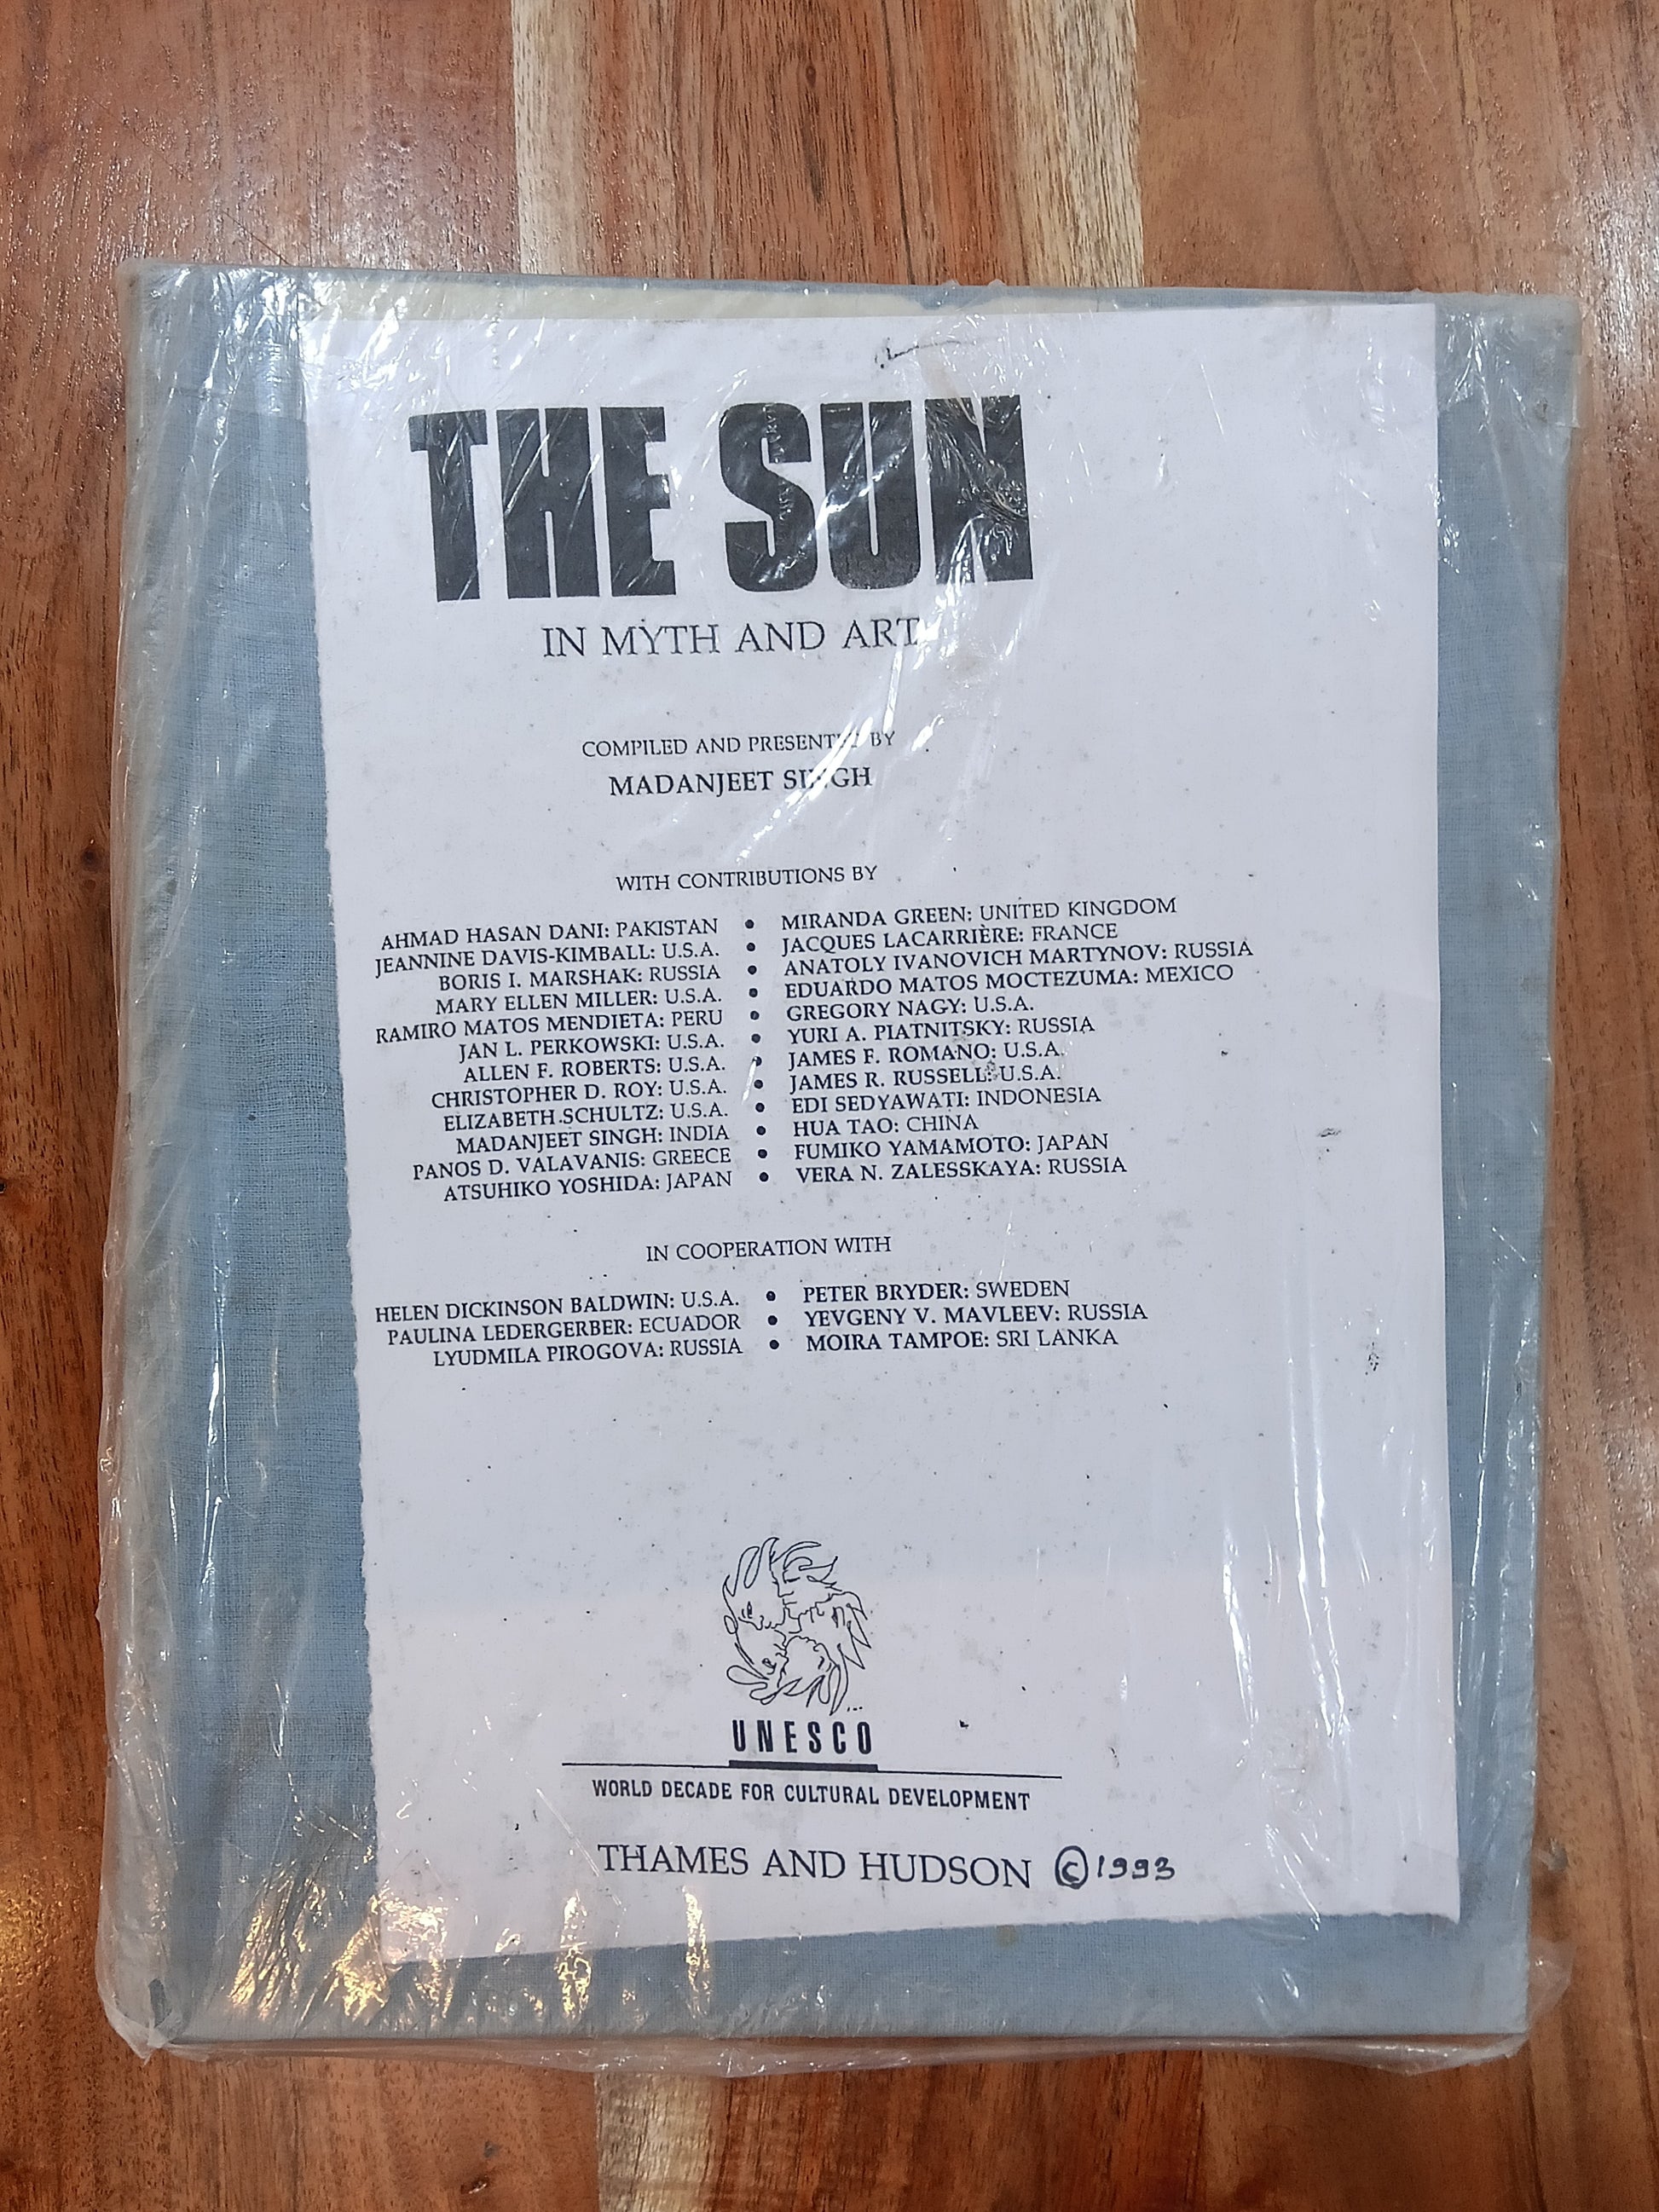 THE SUN
IN MYTH AND ART
COMPILED AND PRESENTED BY
MADANJEET SINGH
WITH CONTRIBUTIONS BY
AHMAD HASAN DANI: PAKISTAN • MIRANDA GREEN: UNITED KINGDOM
JEANNINE DAVIS-KIMBALL: U.S.A. • JACQUES LACARRIÈRE: FRANCE
BORIS I. MARSHAK: RUSSIA • ANATOLY IVANOVICH MARTYNOV: RUSSIA
MARY ELLEN MILLER: U.S.A. • EDUARDO MATOS MOCTEZUMA: MEXICO
RAMIRO MATOS MENDIETA: PERU • GREGORY NAGY: U.S.A.
JAN L. PERKOWSKI: U.S.A. • YURI A. PIATNITSKY: RUSSIA
ALLEN F. ROBERTS: U.S.A. • JAMES F. ROMANO: U.S.A.
CHRISTOPHER D. ROY: U.S.A. • JAMES R. RUSSELL: U.S.A.
ELIZABETH SCHULTZ: U.S.A. • EDI SEDYAWATI: INDONESIA
MADANJEET SINGH: INDIA • HUA TAO: CHINA
PANOS D. VALAVANIS: GREECE • FUMIKO YAMAMOTO: JAPAN
ATSUHIKO YOSHIDA: JAPAN • VERA N. ZALESSKAYA: RUSSIA
IN COOPERATION WITH
HELEN DICKINSON BALDWIN: U.S.A. • PETER BRYDER: SWEDEN
PAULINA LEDERGERBER: ECUADOR • YEVGENY V. MAVLEEV: RUSSIA
LYUDMILA PIROGOVA: RUSSIA • MOIRA TAMPOE: SRI LANKA
UNESCO
WORLD DECADE FOR CULTURAL DEVELOPMENT
THAMES AND HUDSON © 1993